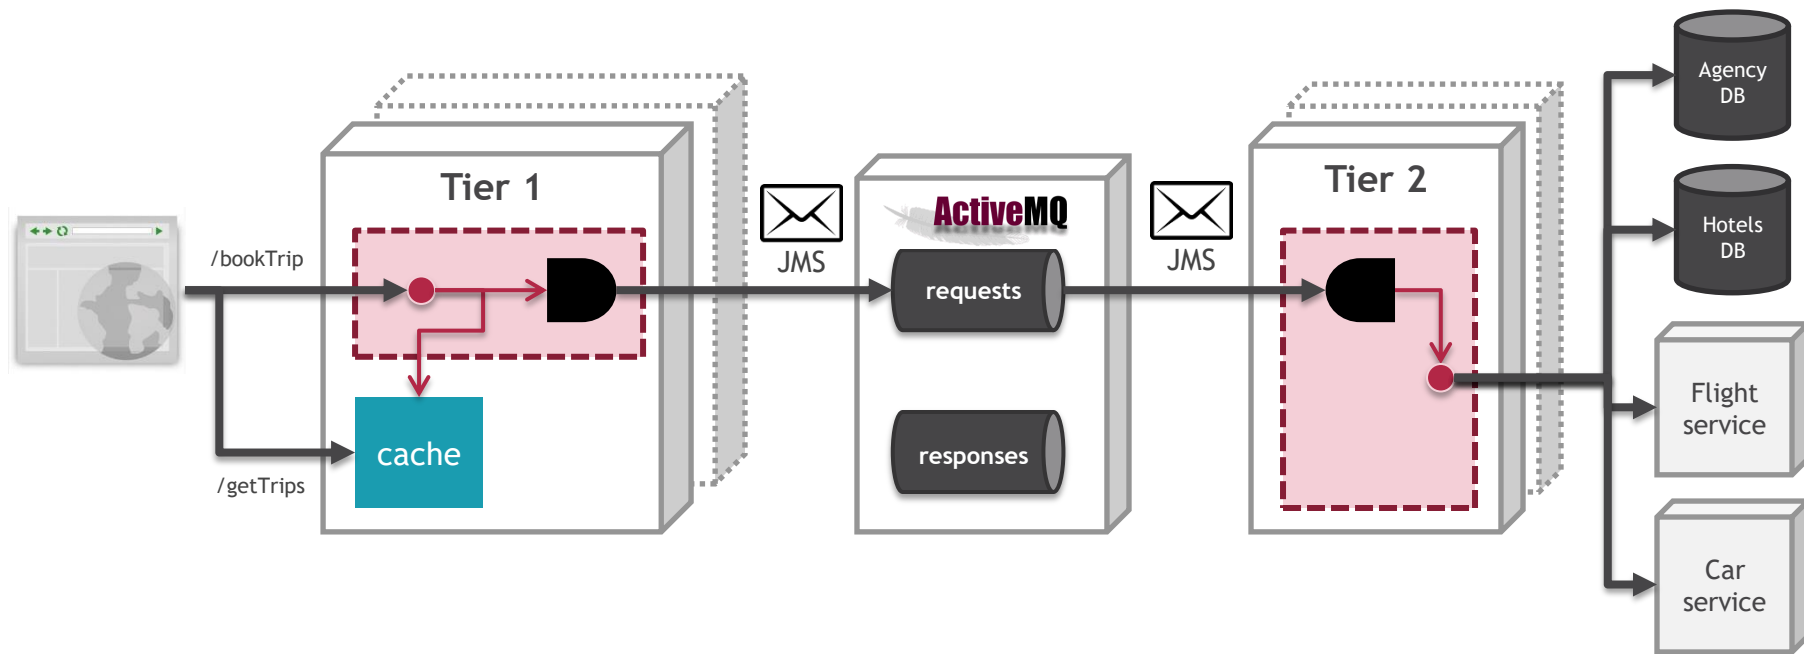 /bookTrip
/getTrips
Tier 1
cache
JMS
ActiveMQ
requests
responses
JMS
Tier 2
Agency
DB
Hotels
DB
Flight
service
Car
service